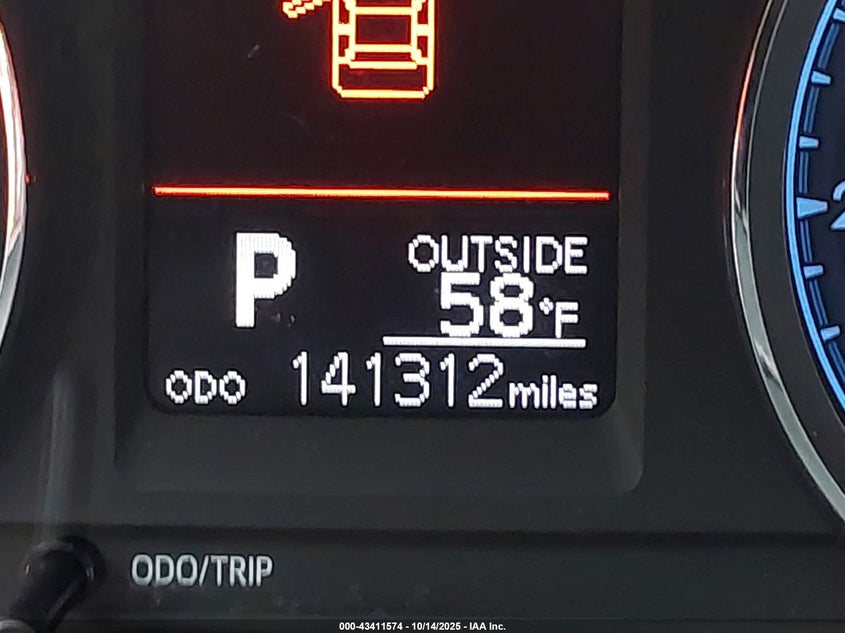 P
OUTSIDE
58°F
ODO 141312 miles
ODO/TRIP
000-43411574 - 10/14/2025 - IAA Inc.